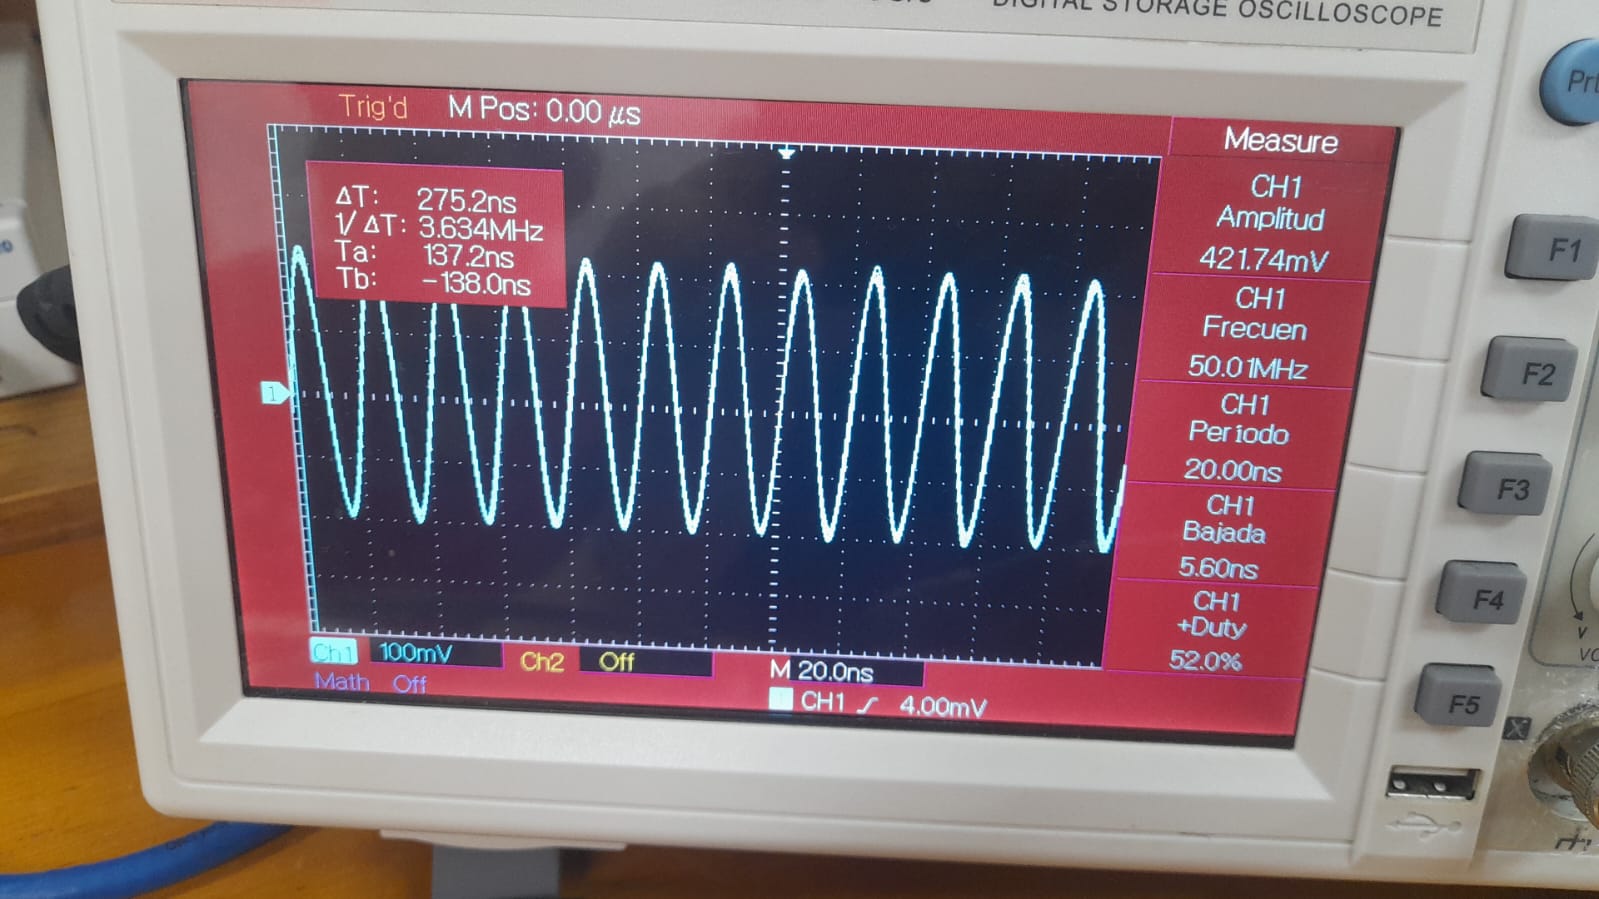 DIGITAL STORAGE OSCILLOSCOPE
Prt
Trig'd M Pos: 0.00 μs
Measure
ΔT: 275.2ns
1/ΔT: 3.634MHz
Ta: 137.2ns
Tb: -138.0ns
CH1
Amplitud
421.74mV
CH1
Frecuen
50.01MHz
CH1
Periodo
20.00ns
CH1
Bajada
5.60ns
CH1
+Duty
52.0%
1
Ch1 100mV Ch2 Off M 20.0ns
Math Off CH1 4.00mV
F1
F2
F3
F4
F5